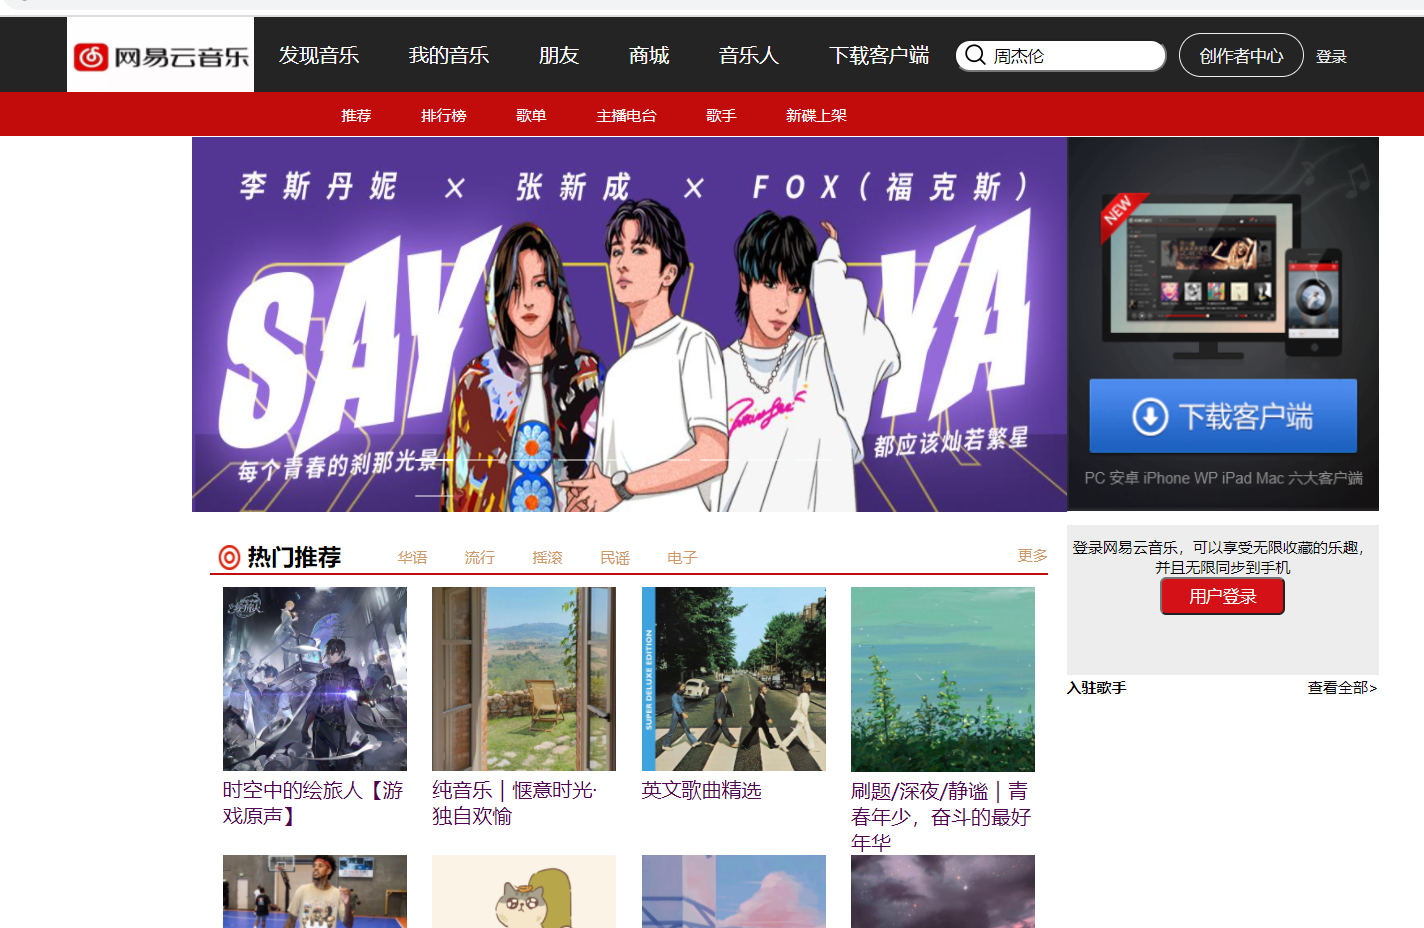 网易云音乐 发现音乐 我的音乐 朋友 商城 音乐人 下载客户端 周杰伦 创作者中心 登录
推荐 排行榜 歌单 主播电台 歌手 新碟上架
李斯丹妮 × 张新成 × FOX(福克斯)
SAY YA
每个青春的刹那光景
都应该灿若繁星
NEW
下载客户端
PC 安卓 iPhone WP iPad Mac 六大客户端
热门推荐 华语 流行 摇滚 民谣 电子 更多
登录网易云音乐，可以享受无限收藏的乐趣，
并且无限同步到手机
用户登录
入驻歌手 查看全部>
SUPER DELUXE EDITION
时空中的绘旅人【游
戏原声】
纯音乐 | 惬意时光·
独自欢愉
英文歌曲精选
刷题/深夜/静谧 | 青
春年少，奋斗的最好
年华